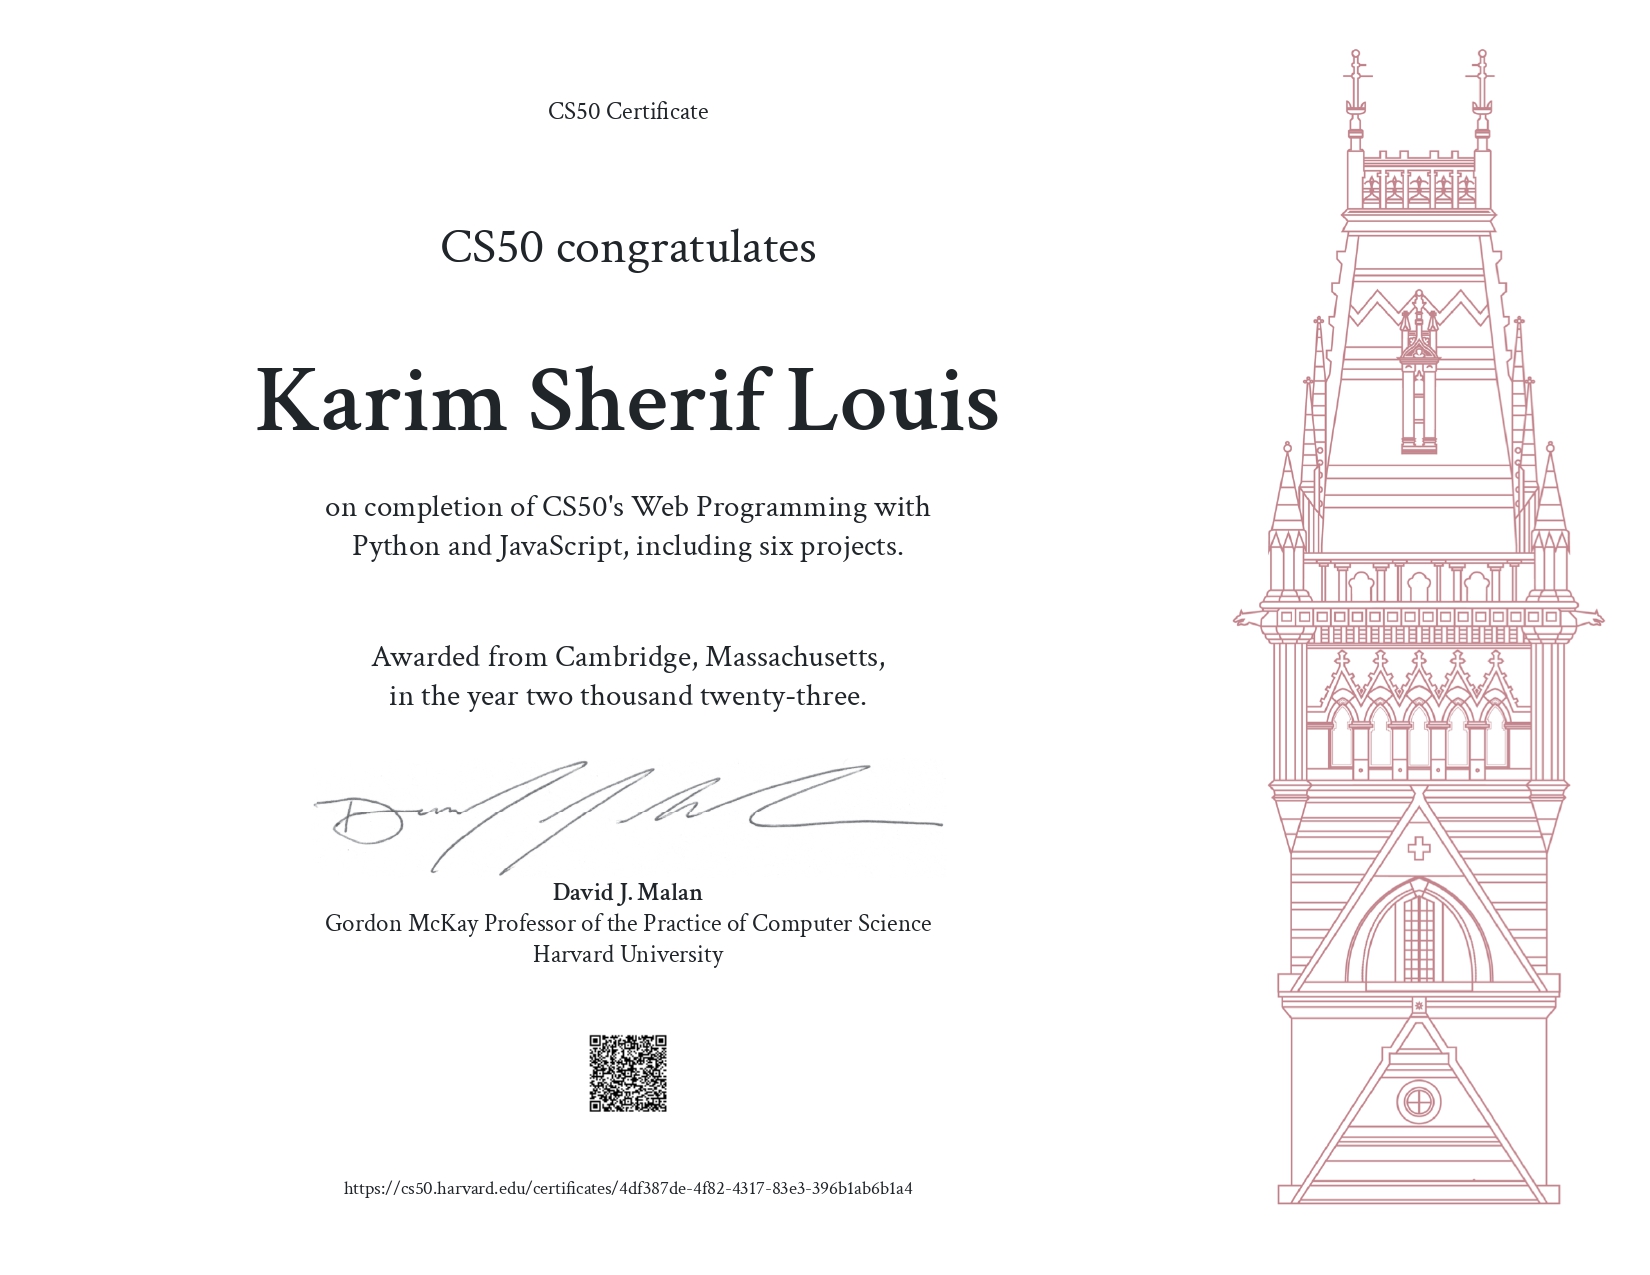 CS50 Certificate
CS50 congratulates
Karim Sherif Louis
on completion of CS50's Web Programming with
Python and JavaScript, including six projects.
Awarded from Cambridge, Massachusetts,
in the year two thousand twenty-three.
David J. Malan
Gordon McKay Professor of the Practice of Computer Science
Harvard University
https://cs50.harvard.edu/certificates/4df387de-4f82-4317-83e3-396b1ab6b1a4